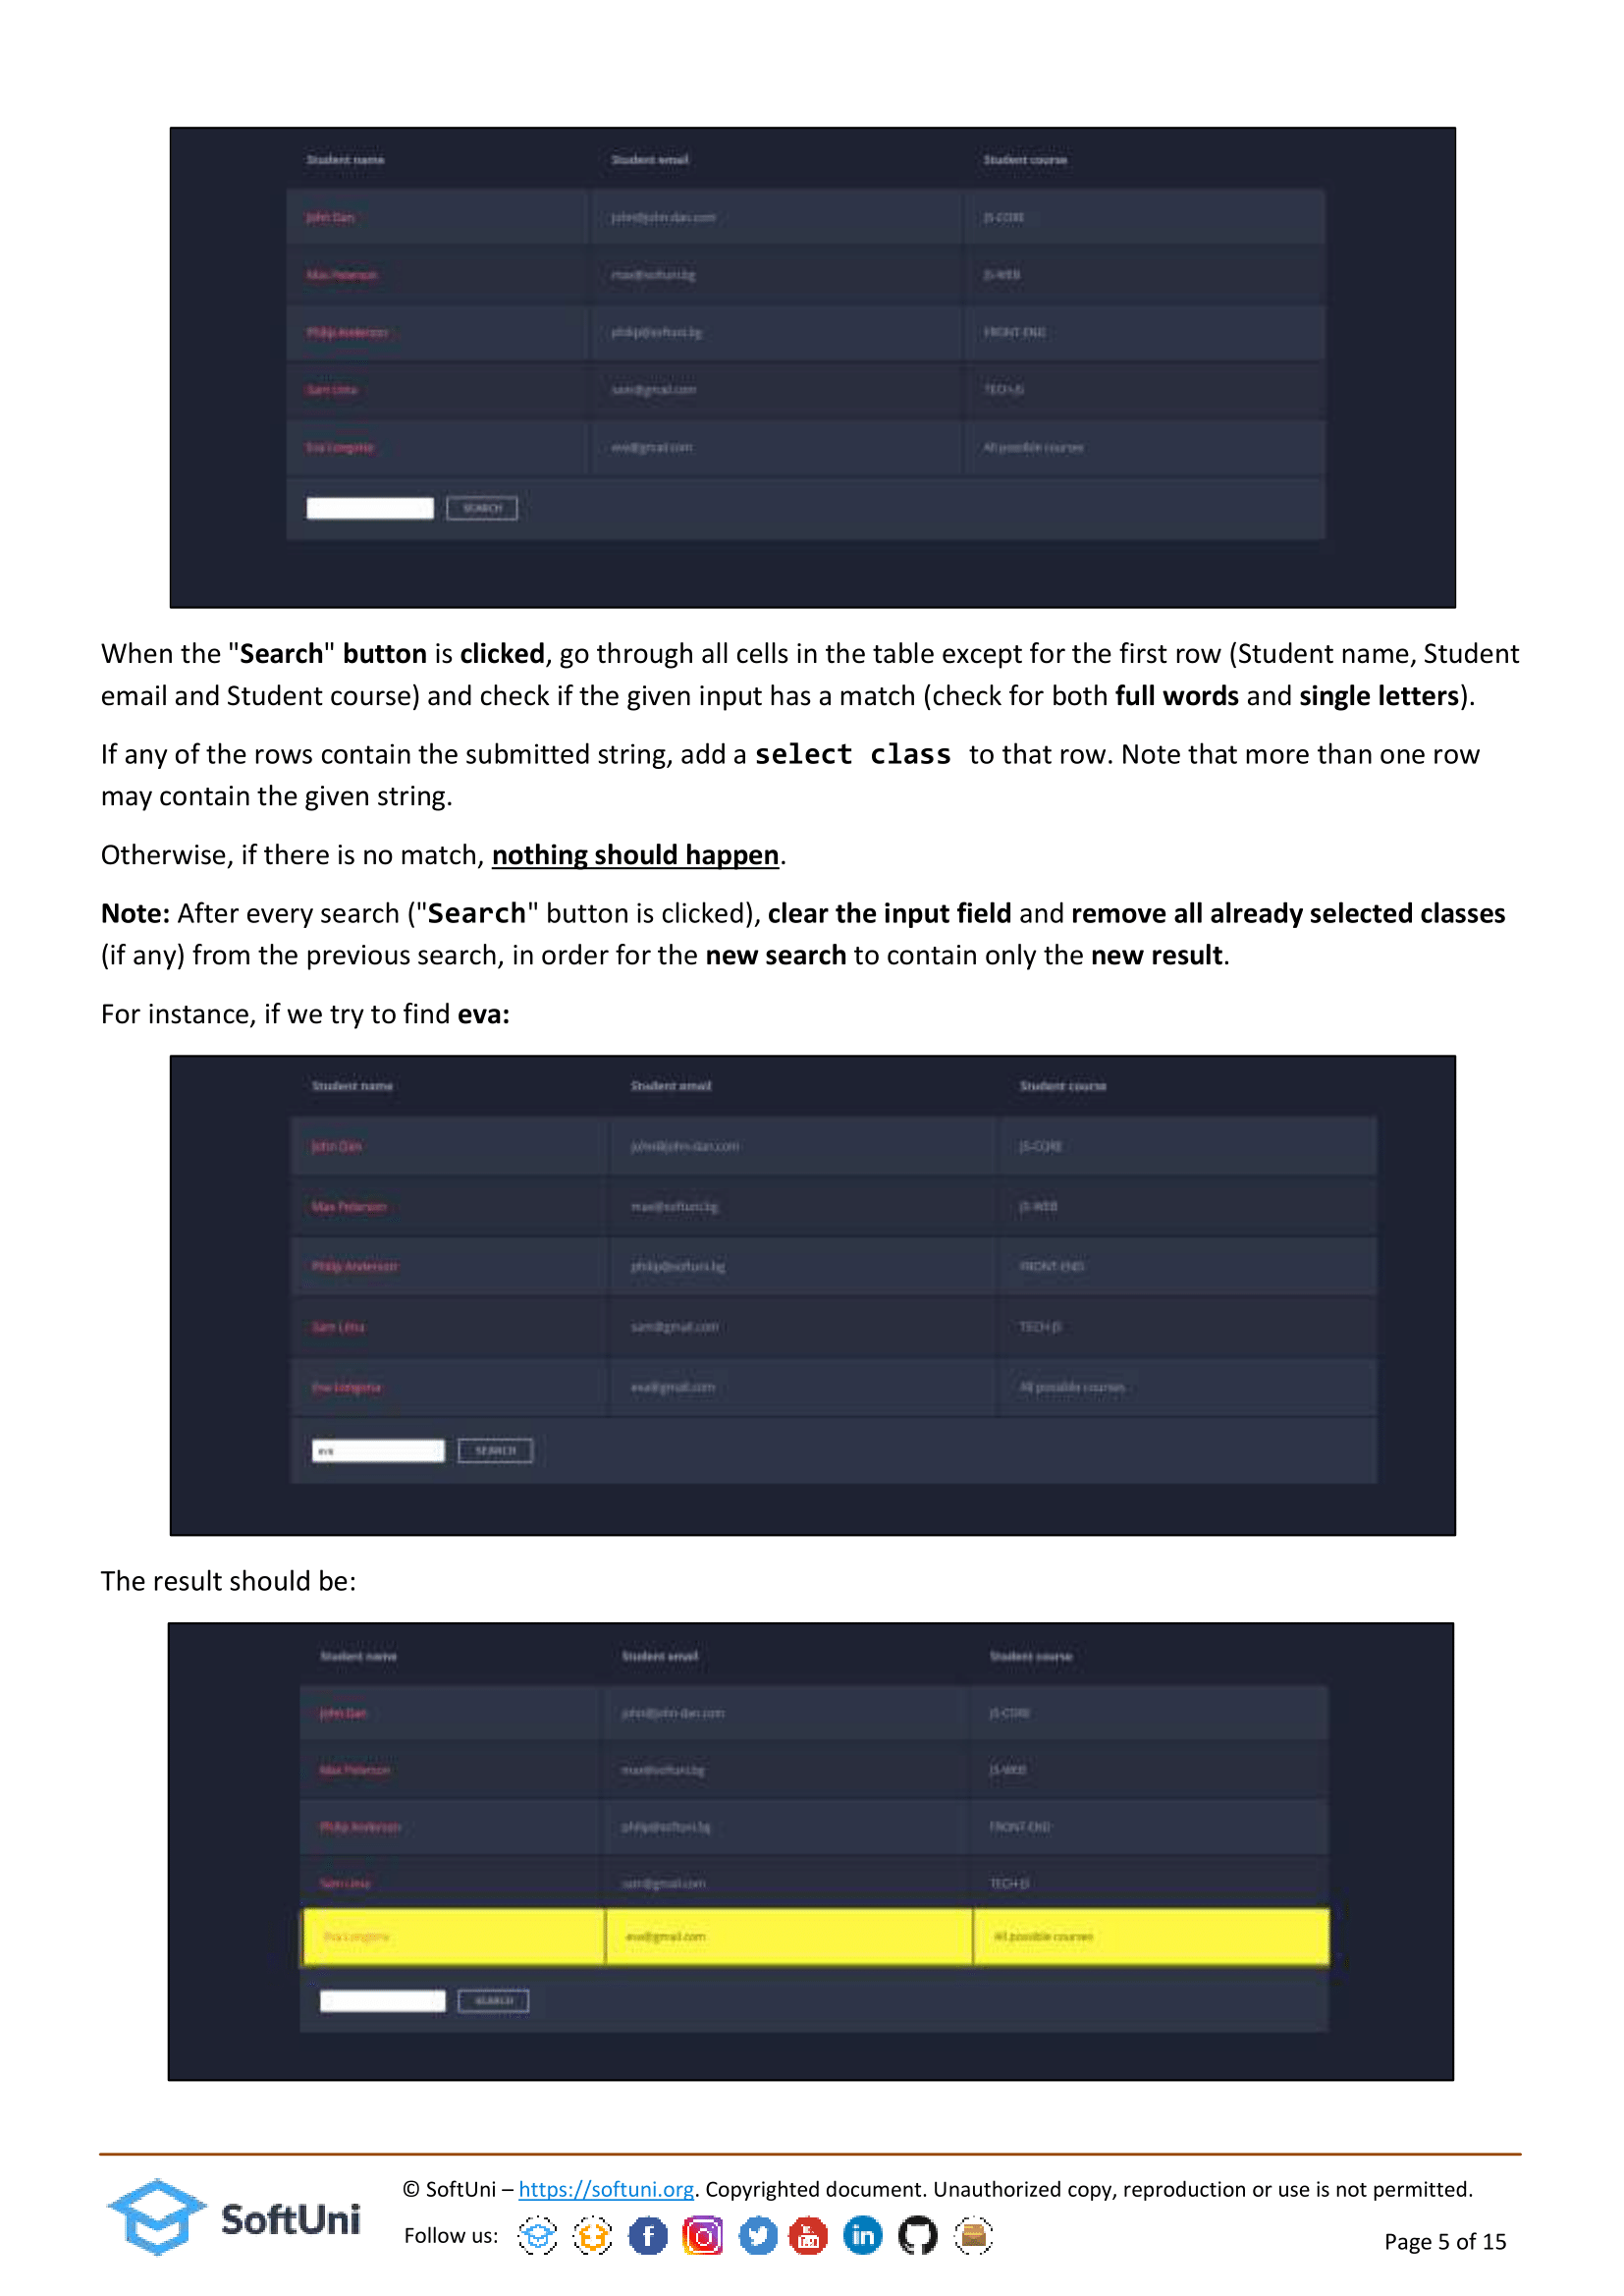 Student name Student email Student course
John Dan john@john-dan.com JS-CORE
Max Peterson max@softuni.bg JS-WEB
Philip Anderson philip@softuni.bg FRONT-END
Sam Lima sam@gmail.com TECH-JS
Eva Longoria eva@gmail.com All possible courses
SEARCH
When the "Search" button is clicked, go through all cells in the table except for the first row (Student name, Student
email and Student course) and check if the given input has a match (check for both full words and single letters).
If any of the rows contain the submitted string, add a select class to that row. Note that more than one row
may contain the given string.
Otherwise, if there is no match, nothing should happen.
Note: After every search ("Search" button is clicked), clear the input field and remove all already selected classes
(if any) from the previous search, in order for the new search to contain only the new result.
For instance, if we try to find eva:
Student name Student email Student course
John Dan john@john-dan.com JS-CORE
Max Peterson max@softuni.bg JS-WEB
Philip Anderson philip@softuni.bg FRONT-END
Sam Lima sam@gmail.com TECH-JS
Eva Longoria eva@gmail.com All possible courses
eva SEARCH
The result should be:
Student name Student email Student course
John Dan john@john-dan.com JS-CORE
Max Peterson max@softuni.bg JS-WEB
Philip Anderson philip@softuni.bg FRONT-END
Sam Lima sam@gmail.com TECH-JS
Eva Longoria eva@gmail.com All possible courses
SEARCH
SoftUni
© SoftUni – https://softuni.org. Copyrighted document. Unauthorized copy, reproduction or use is not permitted.
Follow us:
Page 5 of 15